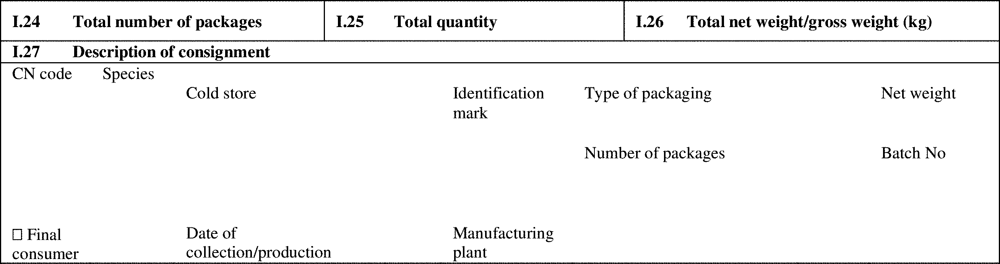 I.24 Total number of packages I.25 Total quantity I.26 Total net weight/gross weight (kg)
I.27 Description of consignment
CN code Species
Cold store Identification mark Type of packaging Net weight
Number of packages Batch No
☐ Final consumer Date of collection/production Manufacturing plant